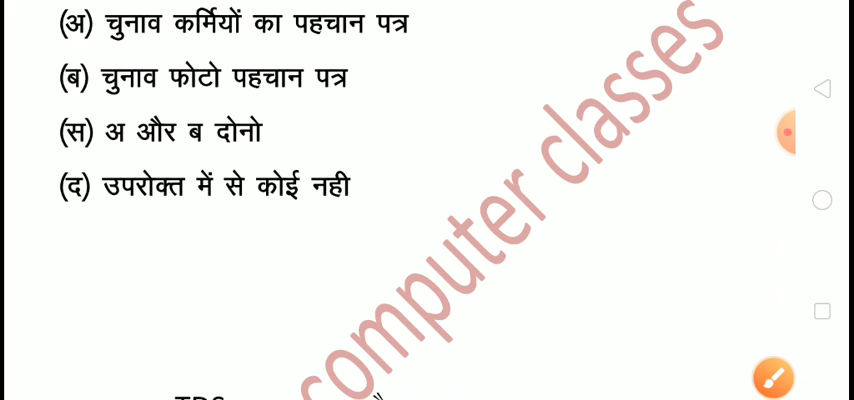 (अ) चुनाव कर्मियों का पहचान पत्र
(ब) चुनाव फोटो पहचान पत्र
(स) अ और ब दोनो
(द) उपरोक्त में से कोई नही
computer classes